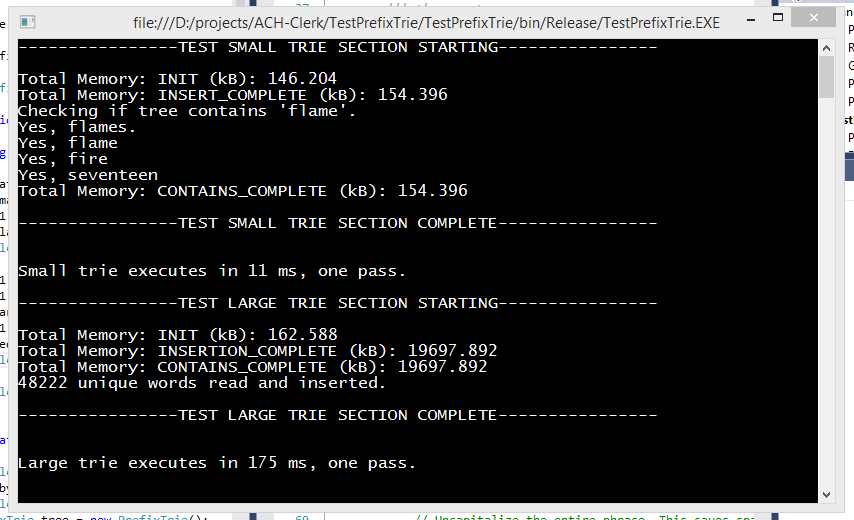 file:///D:/projects/ACH-Clerk/TestPrefixTrie/TestPrefixTrie/bin/Release/TestPrefixTrie.EXE
----------------TEST SMALL TRIE SECTION STARTING----------------
Total Memory: INIT (kB): 146.204
Total Memory: INSERT_COMPLETE (kB): 154.396
Checking if tree contains 'flame'.
Yes, flames.
Yes, flame
Yes, fire
Yes, seventeen
Total Memory: CONTAINS_COMPLETE (kB): 154.396
----------------TEST SMALL TRIE SECTION COMPLETE----------------
Small trie executes in 11 ms, one pass.
----------------TEST LARGE TRIE SECTION STARTING----------------
Total Memory: INIT (kB): 162.588
Total Memory: INSERTION_COMPLETE (kB): 19697.892
Total Memory: CONTAINS_COMPLETE (kB): 19697.892
48222 unique words read and inserted.
----------------TEST LARGE TRIE SECTION COMPLETE----------------
Large trie executes in 175 ms, one pass.